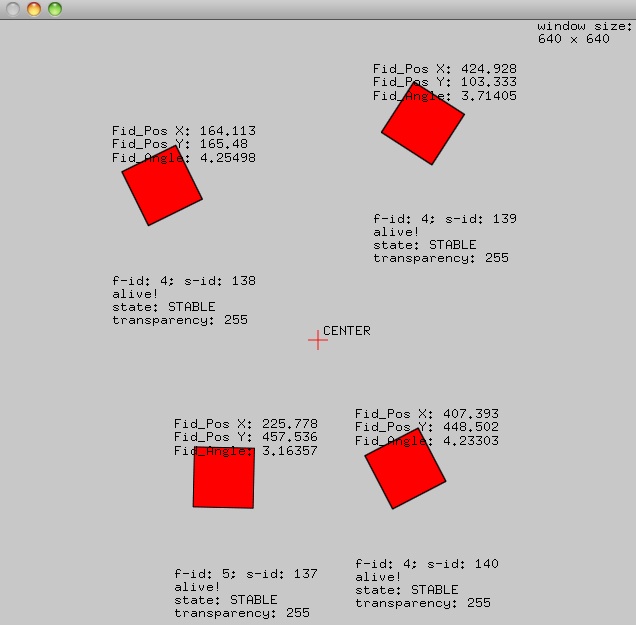 window size:
640 x 640
Fid_Pos X: 424.928
Fid_Pos Y: 103.333
Fid_Angle: 3.71405
Fid_Pos X: 164.113
Fid_Pos Y: 165.48
Fid_Angle: 4.25498
f-id: 4; s-id: 139
alive!
state: STABLE
transparency: 255
f-id: 4; s-id: 138
alive!
state: STABLE
transparency: 255
CENTER
Fid_Pos X: 407.393
Fid_Pos Y: 448.502
Fid_Angle: 4.23303
Fid_Pos X: 225.778
Fid_Pos Y: 457.536
Fid_Angle: 3.16357
f-id: 4; s-id: 140
alive!
state: STABLE
transparency: 255
f-id: 5; s-id: 137
alive!
state: STABLE
transparency: 255